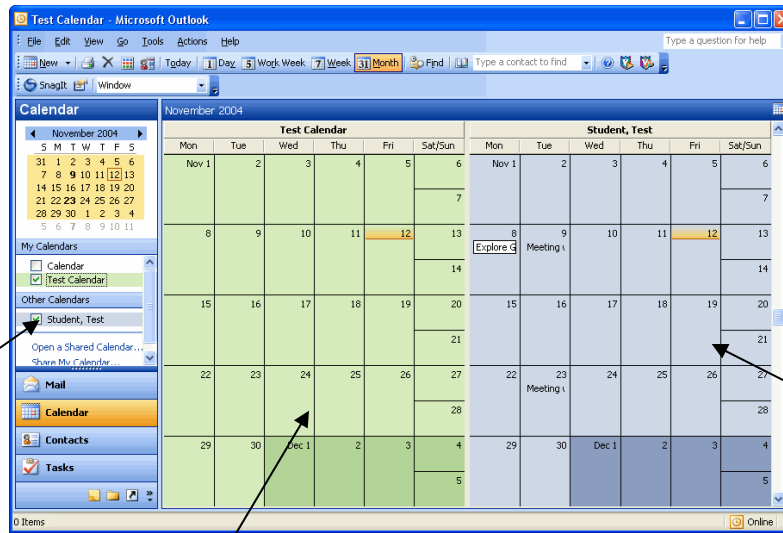 Test Calendar - Microsoft Outlook
File Edit View Go Tools Actions Help Type a question for help
New Today 1 Day 5 Work Week 7 Week 31 Month Find Type a contact to find
SnagIt Window
Calendar November 2004
November 2004 Test Calendar Student, Test
S M T W T F S Mon Tue Wed Thu Fri Sat/Sun Mon Tue Wed Thu Fri Sat/Sun
31 1 2 3 4 5 6
7 8 9 10 11 12 13
14 15 16 17 18 19 20
21 22 23 24 25 26 27
28 29 30 1 2 3 4
5 6 7 8 9 10 11
My Calendars
Calendar
Test Calendar
Other Calendars
Student, Test
Open a Shared Calendar...
Share My Calendar...
Mail
Calendar
Contacts
Tasks
Nov 1 2 3 4 5 6 Nov 1 2 3 4 5 6
7 7
8 9 10 11 12 13 8 9 10 11 12 13
Explore G Meeting
14 14
15 16 17 18 19 20 15 16 17 18 19 20
21 21
22 23 24 25 26 27 22 23 24 25 26 27
Meeting
28 28
29 30 Dec 1 2 3 4 29 30 Dec 1 2 3 4
5 5
0 Items Online